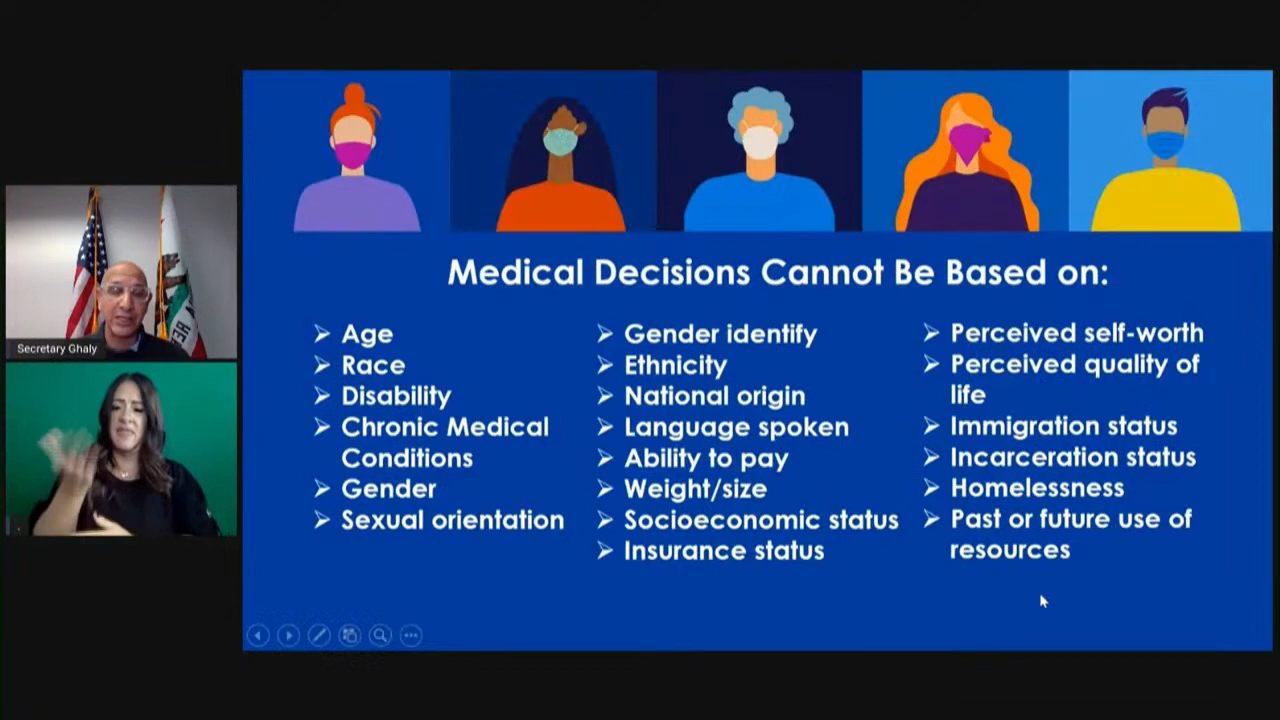 Medical Decisions Cannot Be Based on:
Age
Race
Disability
Chronic Medical
Conditions
Gender
Sexual orientation
Gender identify
Ethnicity
National origin
Language spoken
Ability to pay
Weight/size
Socioeconomic status
Insurance status
Perceived self-worth
Perceived quality of
life
Immigration status
Incarceration status
Homelessness
Past or future use of
resources
Secretary Ghaly